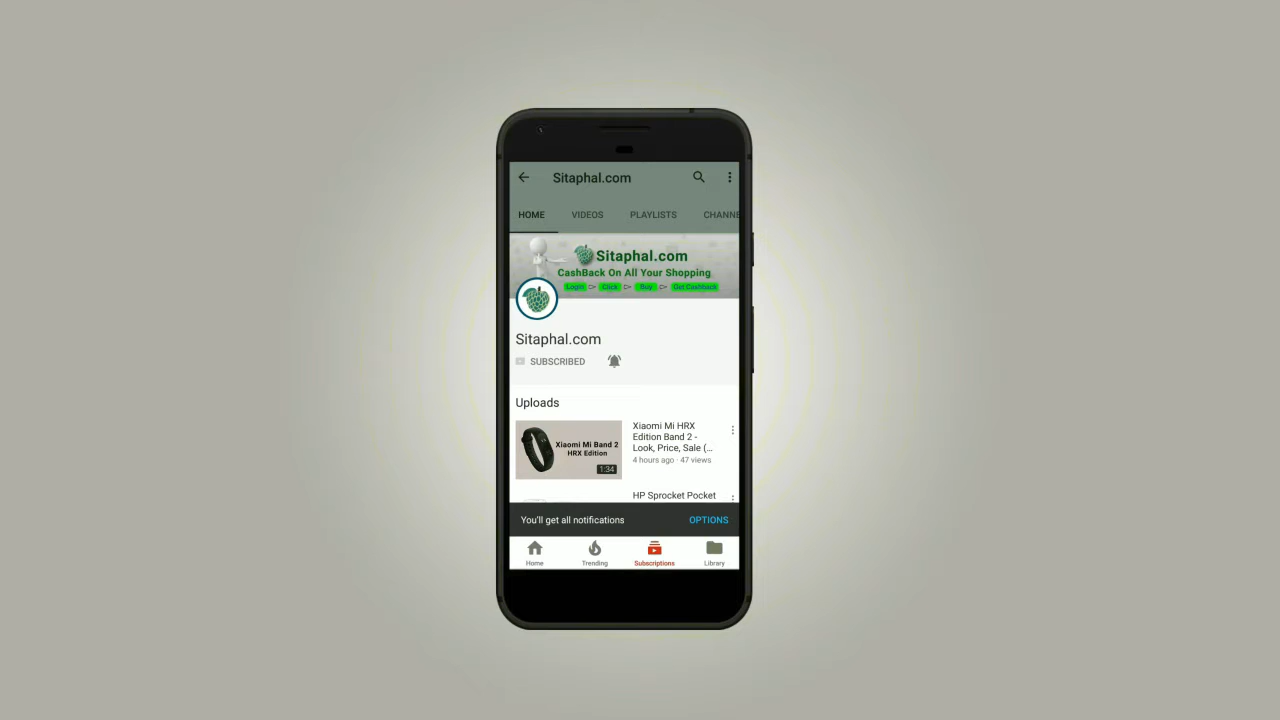 Sitaphal.com
HOME VIDEOS PLAYLISTS CHANNE
Sitaphal.com
CashBack On All Your Shopping
Login Click Buy Get Cashback
Sitaphal.com
SUBSCRIBED
Uploads
Xiaomi Mi Band 2
HRX Edition
1:34
Xiaomi Mi HRX
Edition Band 2 -
Look, Price, Sale (...
4 hours ago · 47 views
HP Sprocket Pocket
You'll get all notifications OPTIONS
Home Trending Subscriptions Library